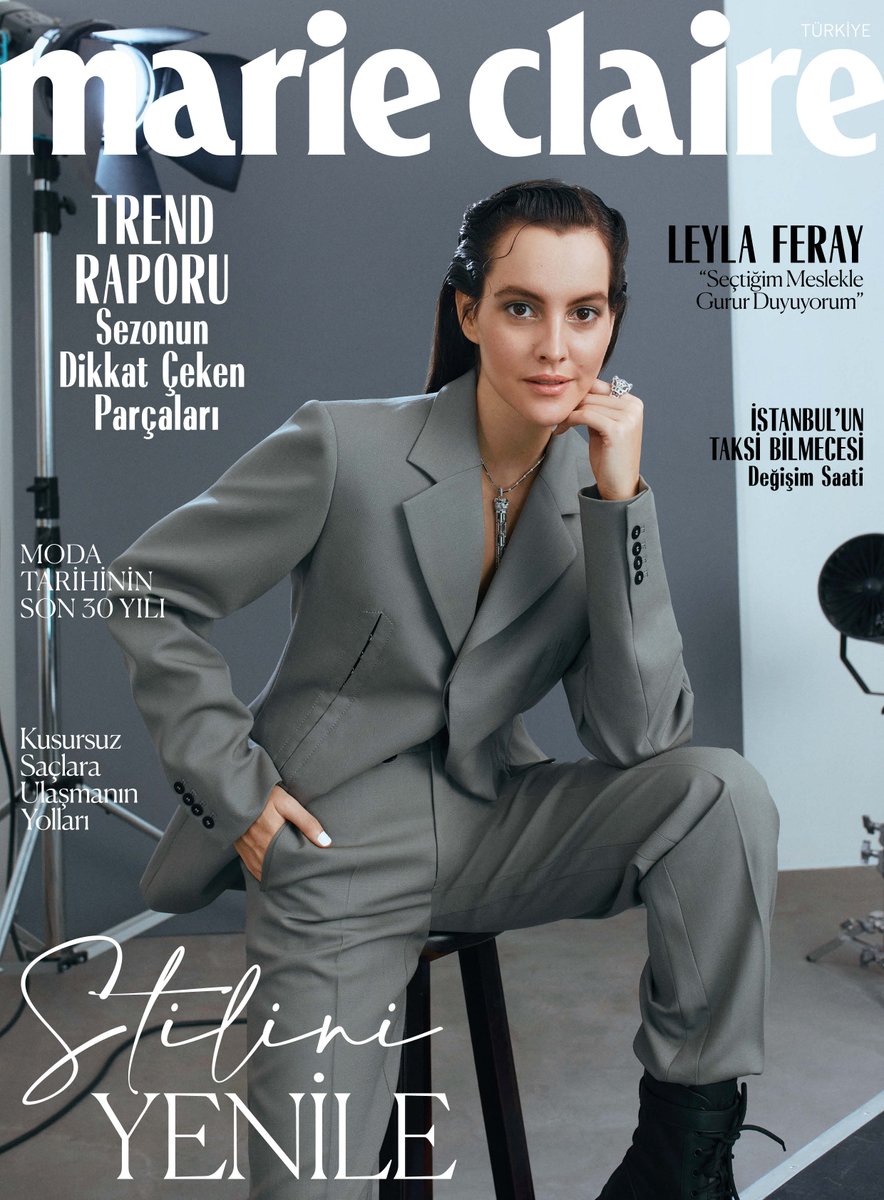 TÜRKİYE
marie claire
TREND
RAPORU
Sezonun
Dikkat Çeken
Parçaları
LEYLA FERAY
“Seçtiğim Meslekle
Gurur Duyuyorum”
İSTANBUL’UN
TAKSİ BİLMECESİ
Değişim Saati
MODA
TARİHİNİN
SON 30 YILI
Kusursuz
Saçlara
Ulaşmanın
Yolları
Stilini
YENİLE